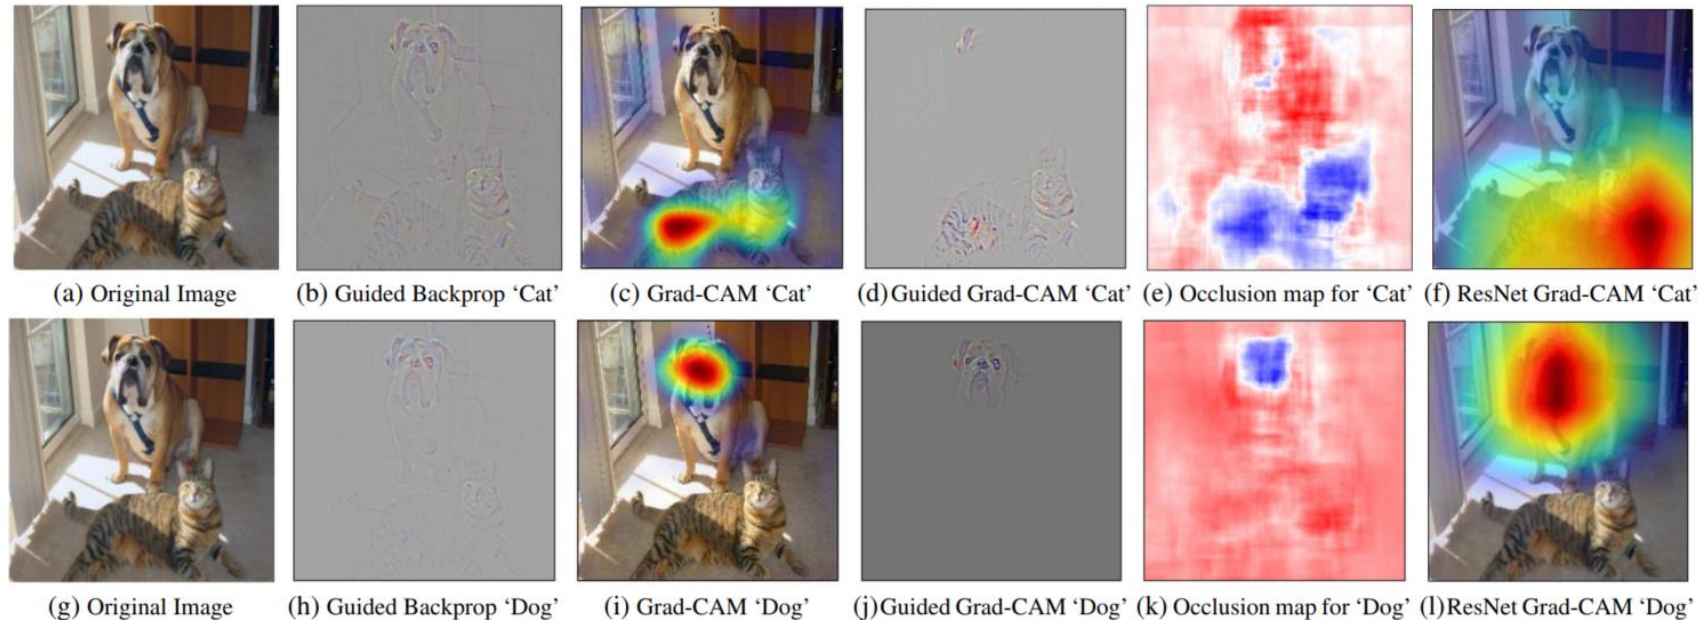 (a) Original Image
(b) Guided Backprop ‘Cat’
(c) Grad-CAM ‘Cat’
(d) Guided Grad-CAM ‘Cat’
(e) Occlusion map for ‘Cat’
(f) ResNet Grad-CAM ‘Cat’
(g) Original Image
(h) Guided Backprop ‘Dog’
(i) Grad-CAM ‘Dog’
(j)Guided Grad-CAM ‘Dog’
(k) Occlusion map for ‘Dog’
(l)ResNet Grad-CAM ‘Dog’